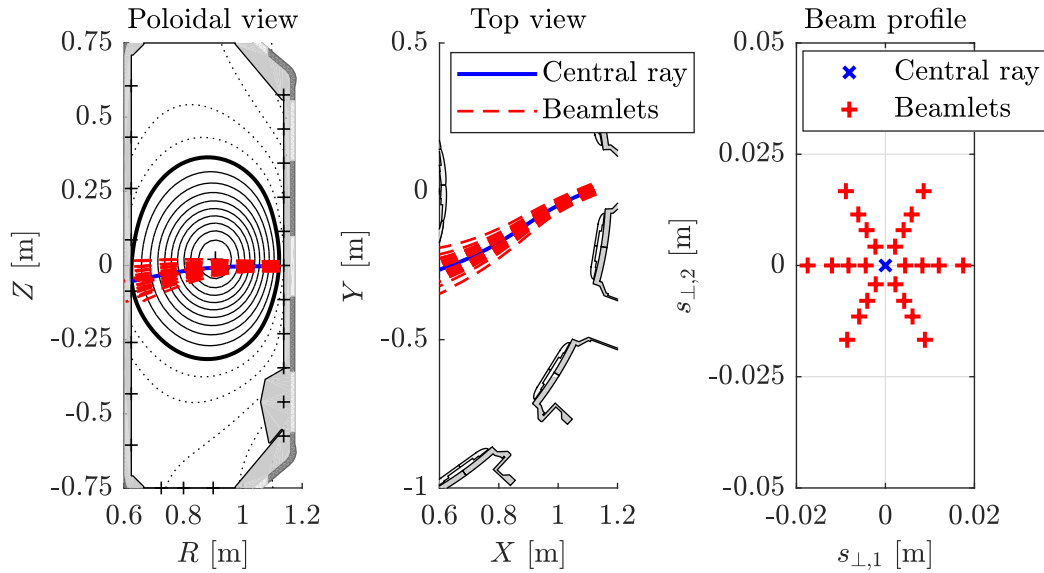 Poloidal view
0.75
0.5
0.25
0
-0.25
-0.5
-0.75
0.6 0.8 1 1.2
Z [m]
R [m]
Top view
Central ray
Beamlets
0.5
0
-0.5
-1
0.6 0.8 1 1.2
Y [m]
X [m]
Beam profile
Central ray
Beamlets
0.05
0.025
0
-0.025
-0.05
-0.02 0 0.02
s⊥,2 [m]
s⊥,1 [m]